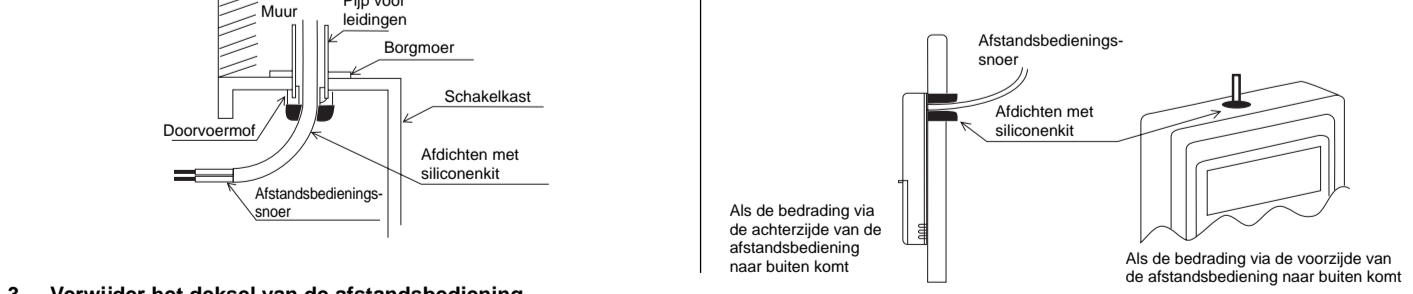 Muur
Pijp voor
leidingen
Borgmoer
Schakelkast
Doorvoermof
Afdichten met
siliconenkit
Afstandsbedienings-
snoer
Afstandsbedienings-
snoer
Afdichten met
siliconenkit
Als de bedrading via
de achterzijde van de
afstandsbediening
naar buiten komt
Als de bedrading via de voorzijde van
de afstandsbediening naar buiten komt
3. Verwijder het deksel van de afstandsbediening